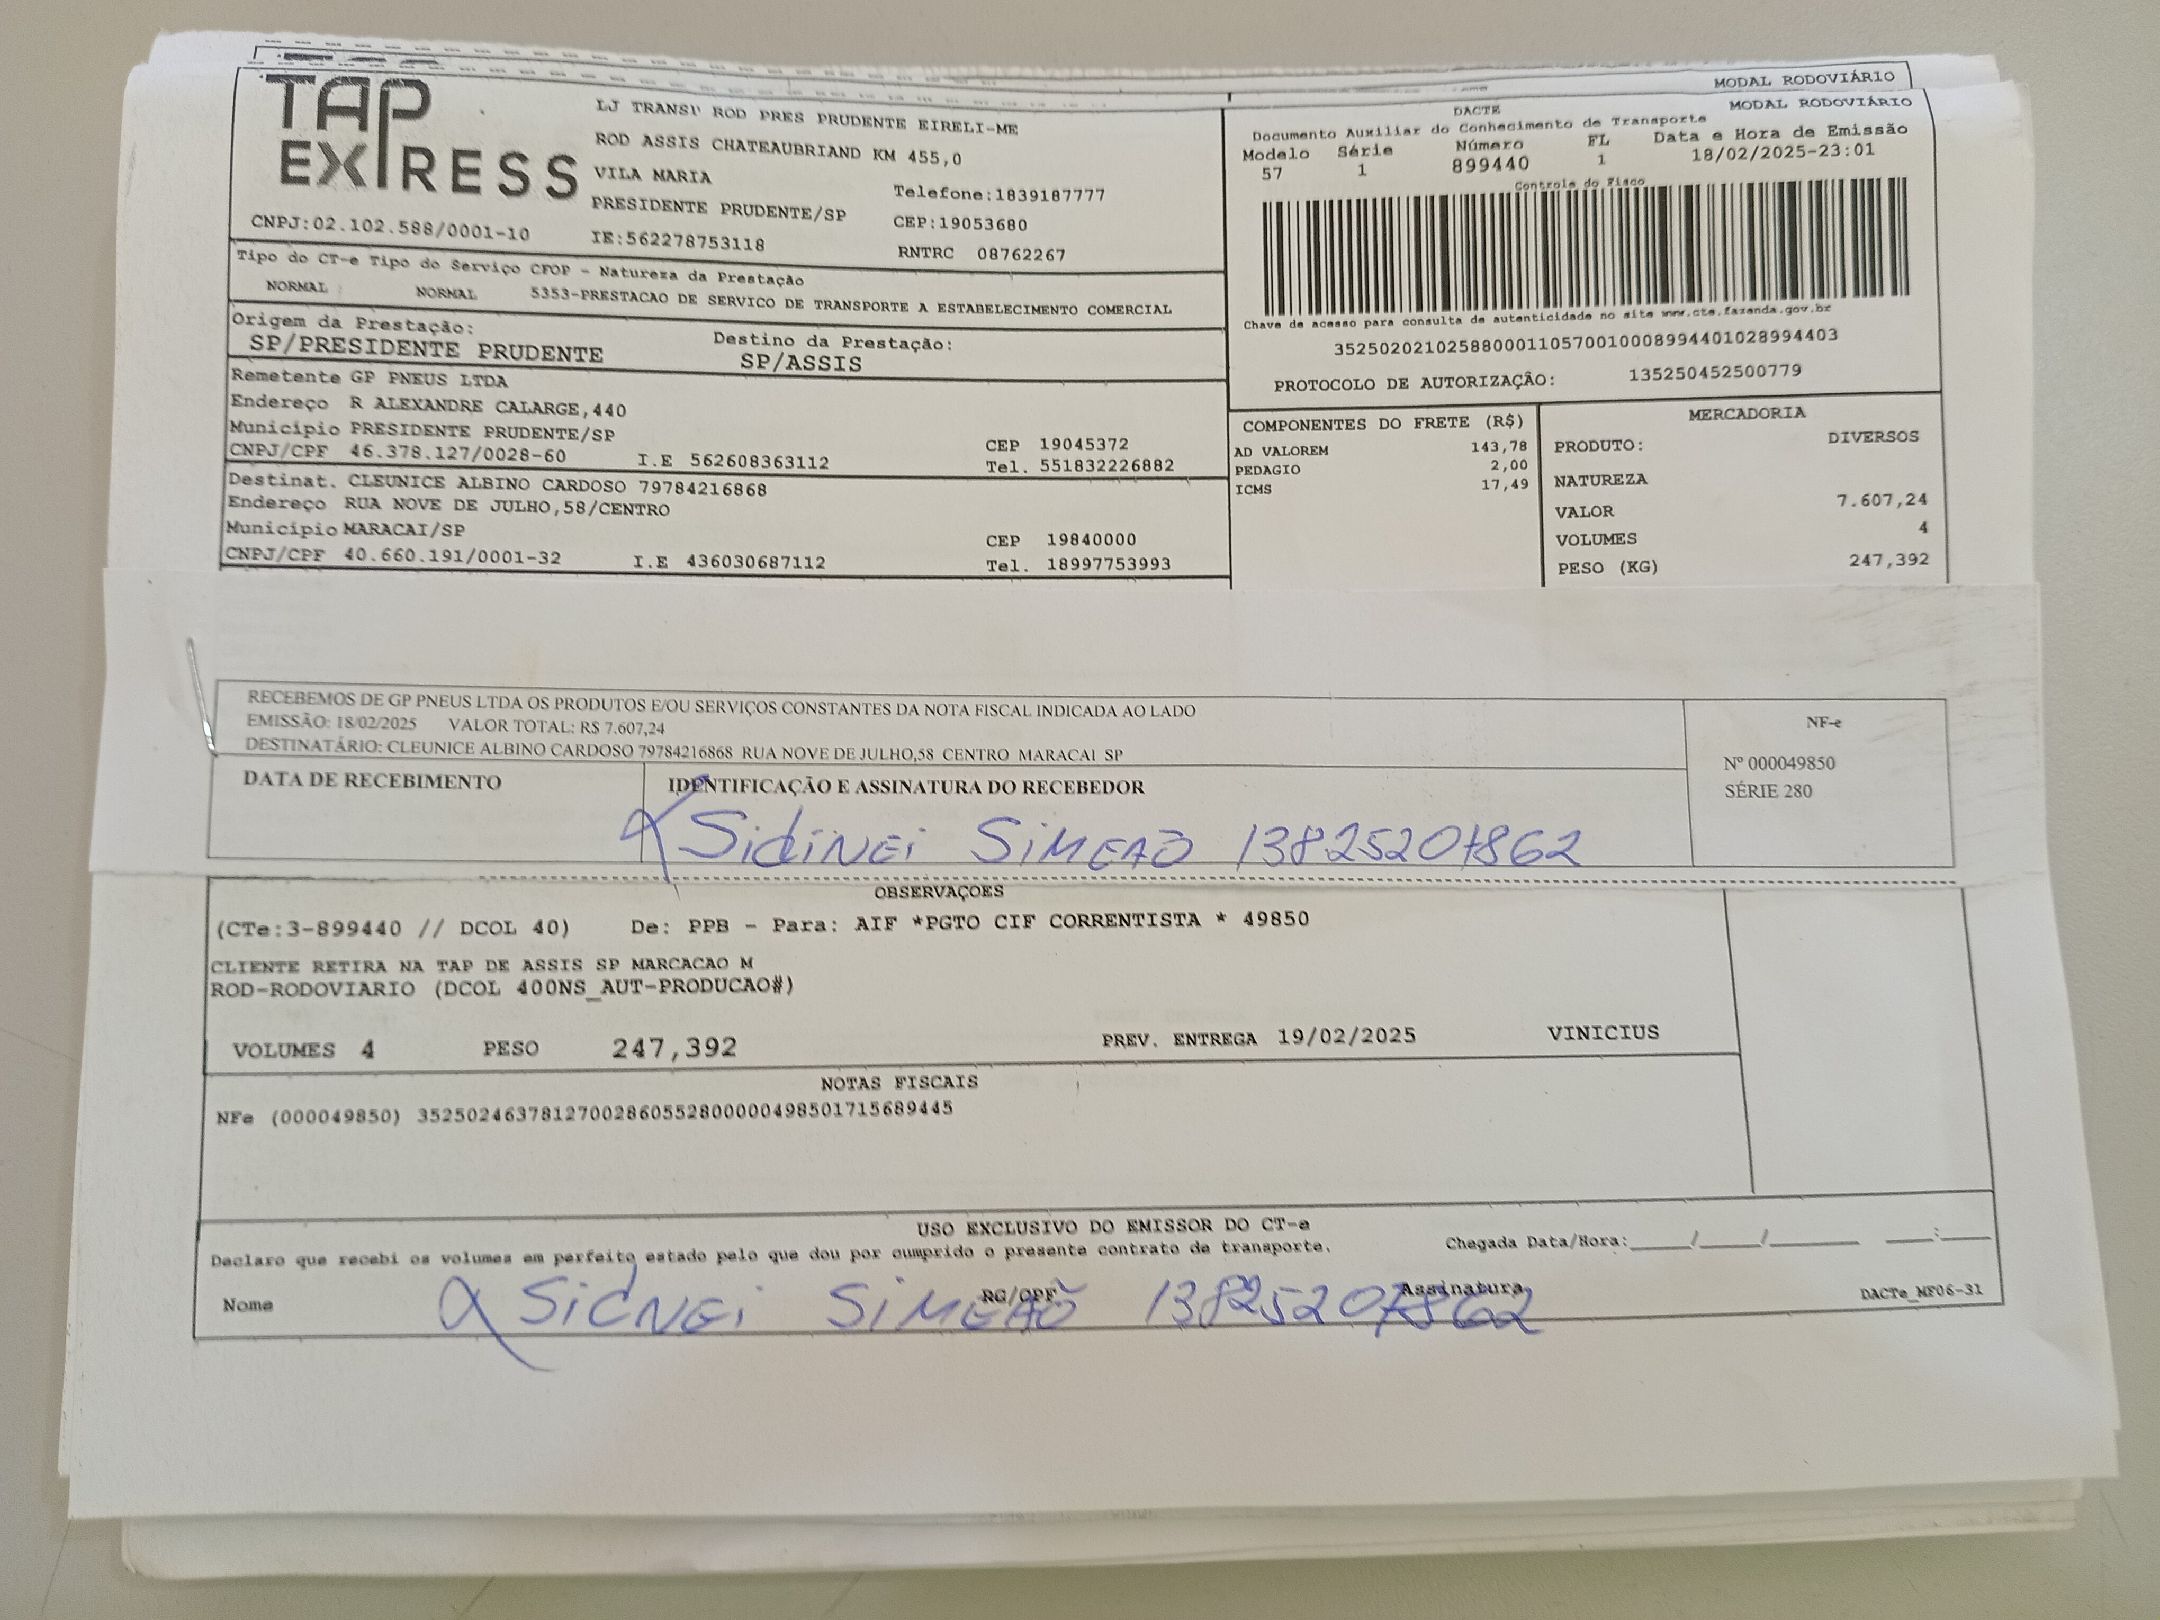 MODAL RODOVIÁRIO
TAP EXPRESS
LJ TRANSP ROD PRES PRUDENTE EIRELI-ME
ROD ASSIS CHATEAUBRIAND KM 455,0
VILA MARIA
Telefone:1839187777
PRESIDENTE PRUDENTE/SP
CEP:19053680
CNPJ:02.102.588/0001-10
IE:562278753118
RNTRC 08762267
DACTE
MODAL RODOVIÁRIO
Documento Auxiliar do Conhecimento de Transporte
Modelo Série Número FL Data e Hora de Emissão
57 1 899440 1 18/02/2025-23:01
Controle do Fisco
Chave de acesso para consulta de autenticidade no site www.cte.fazenda.gov.br
35250202102588000110570010008994401028994403
PROTOCOLO DE AUTORIZAÇÃO: 135250452500779
Tipo do CT-e Tipo do Serviço CFOP - Natureza da Prestação
NORMAL NORMAL 5353-PRESTACAO DE SERVICO DE TRANSPORTE A ESTABELECIMENTO COMERCIAL
Origem da Prestação: Destino da Prestação:
SP/PRESIDENTE PRUDENTE SP/ASSIS
Remetente GP PNEUS LTDA
Endereço R ALEXANDRE CALARGE,440
Município PRESIDENTE PRUDENTE/SP CEP 19045372
CNPJ/CPF 46.378.127/0028-60 I.E 562608363112 Tel. 551832226882
Destinat. CLEUNICE ALBINO CARDOSO 79784216868
Endereço RUA NOVE DE JULHO,58/CENTRO
Município MARACAI/SP CEP 19840000
CNPJ/CPF 40.660.191/0001-32 I.E 436030687112 Tel. 18997753993
COMPONENTES DO FRETE (R$)
AD VALOREM 143,78
PEDAGIO 2,00
ICMS 17,49
MERCADORIA
PRODUTO: DIVERSOS
NATUREZA
VALOR 7.607,24
VOLUMES 4
PESO (KG) 247,392
RECEBEMOS DE GP PNEUS LTDA OS PRODUTOS E/OU SERVIÇOS CONSTANTES DA NOTA FISCAL INDICADA AO LADO
EMISSÃO: 18/02/2025 VALOR TOTAL: R$ 7.607,24
DESTINATÁRIO: CLEUNICE ALBINO CARDOSO 79784216868 RUA NOVE DE JULHO,58 CENTRO MARACAI SP
NF-e
Nº 000049850
SÉRIE 280
DATA DE RECEBIMENTO
IDENTIFICAÇÃO E ASSINATURA DO RECEBEDOR
Sidinei Simeão 13825207862
OBSERVAÇOES
(CTe:3-899440 // DCOL 40) De: PPB - Para: AIF *PGTO CIF CORRENTISTA * 49850
CLIENTE RETIRA NA TAP DE ASSIS SP MARCACAO M
ROD-RODOVIARIO (DCOL 400NS_AUT-PRODUCAO#)
VOLUMES 4 PESO 247,392 PREV. ENTREGA 19/02/2025 VINICIUS
NOTAS FISCAIS
NFe (000049850) 35250246378127002860552800000498501715689445
USO EXCLUSIVO DO EMISSOR DO CT-e
Declaro que recebi os volumes em perfeito estado pelo que dou por cumprido o presente contrato de transporte.
Chegada Data/Hora:____/____/______ ___:____
Nome RG/CPF Assinatura
Sidnei Simeão 13825207862
DACTe_MF06-31